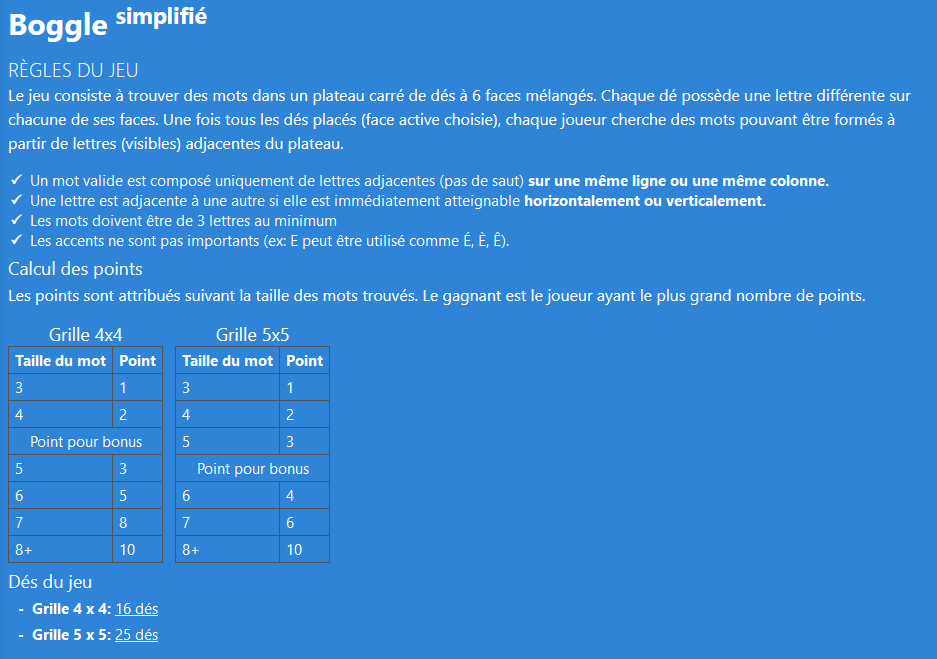 Boggle simplifié
RÈGLES DU JEU
Le jeu consiste à trouver des mots dans un plateau carré de dés à 6 faces mélangés. Chaque dé possède une lettre différente sur
chacune de ses faces. Une fois tous les dés placés (face active choisie), chaque joueur cherche des mots pouvant être formés à
partir de lettres (visibles) adjacentes du plateau.
✓ Un mot valide est composé uniquement de lettres adjacentes (pas de saut) sur une même ligne ou une même colonne.
✓ Une lettre est adjacente à une autre si elle est immédiatement atteignable horizontalement ou verticalement.
✓ Les mots doivent être de 3 lettres au minimum
✓ Les accents ne sont pas importants (ex: E peut être utilisé comme É, È, Ê).
Calcul des points
Les points sont attribués suivant la taille des mots trouvés. Le gagnant est le joueur ayant le plus grand nombre de points.
Grille 4x4
Taille du mot Point
3 1
4 2
Point pour bonus
5 3
6 5
7 8
8+ 10
Grille 5x5
Taille du mot Point
3 1
4 2
5 3
Point pour bonus
6 4
7 6
8+ 10
Dés du jeu
- Grille 4 x 4: 16 dés
- Grille 5 x 5: 25 dés